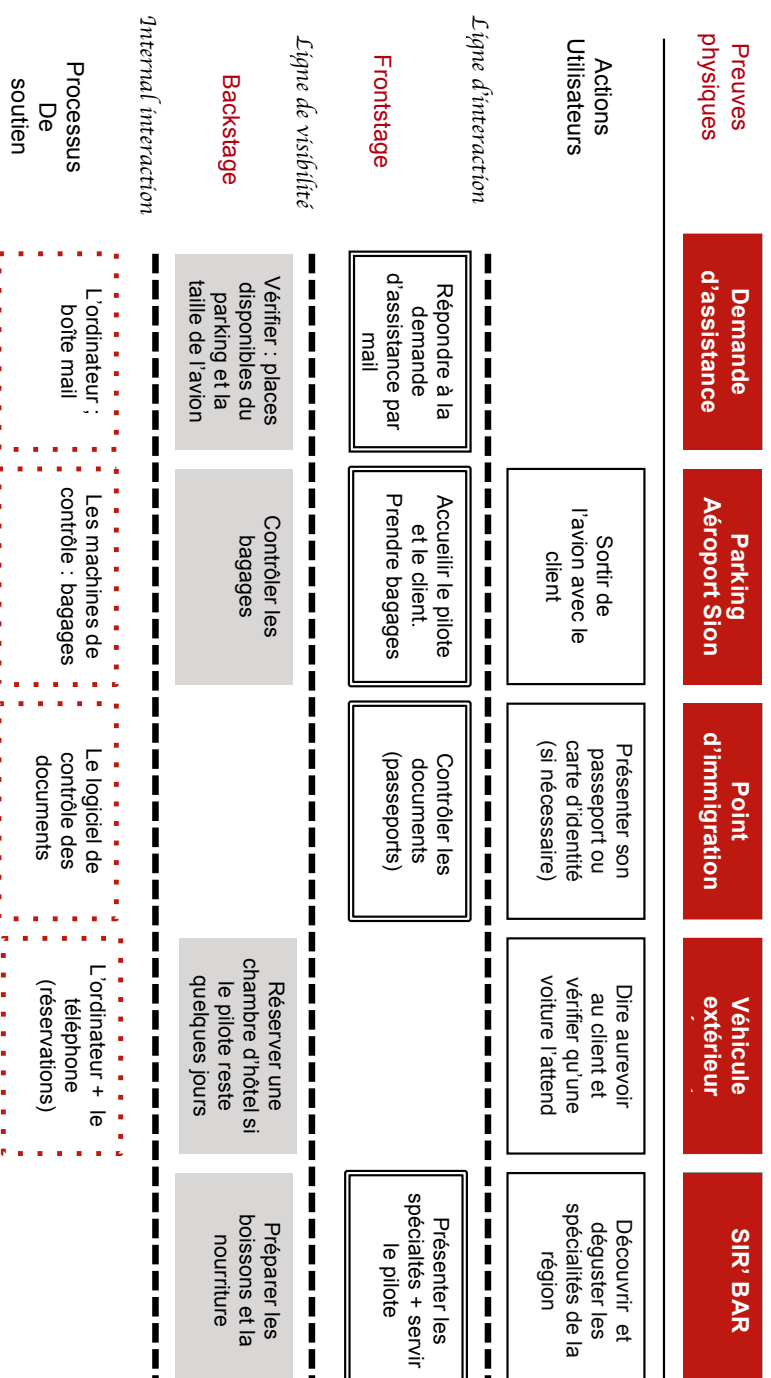 Preuves
physiques
Demande
d'assistance
Parking
Aéroport Sion
Point
d'immigration
Véhicule
extérieur
SIR' BAR
Actions
Utilisateurs
Sortir de
l'avion avec le
client
Présenter son
passeport ou
carte d'identité
(si nécessaire)
Dire aurevoir
au client et
vérifier qu'une
voiture l'attend
Découvrir et
déguster les
spécialités de la
région
Ligne d'interaction
Frontstage
Répondre à la
demande
d'assistance par
mail
Accueilir le pilote
et le client.
Prendre bagages
Contrôler les
documents
(passeports)
Présenter les
spécialtés + servir
le pilote
Ligne de visibilité
Backstage
Vérifier : places
disponibles du
parking et la
taille de l'avion
Contrôler les
bagages
Réserver une
chambre d'hôtel si
le pilote reste
quelques jours
Préparer les
boissons et la
nourriture
Internal interaction
Processus
De
soutien
L'ordinateur ;
boîte mail
Les machines de
contrôle : bagages
Le logiciel de
contrôle des
documents
L'ordinateur + le
téléphone
(réservations)